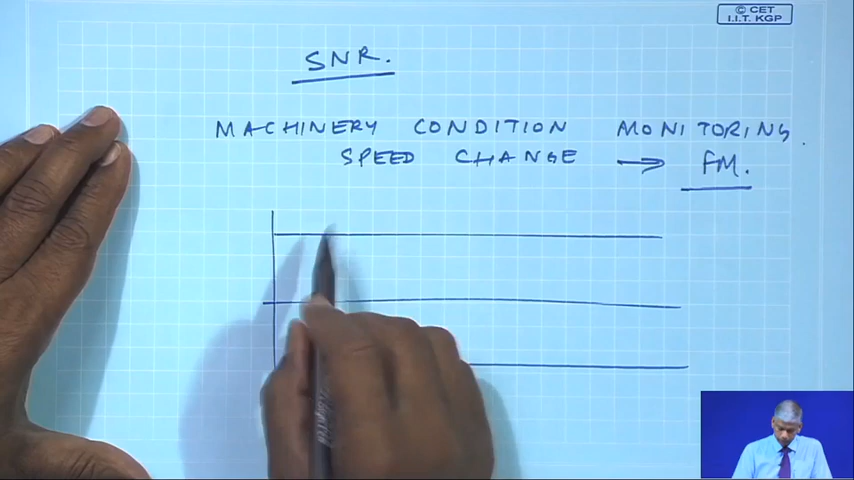 © CET
I.I.T. KGP
SNR.
MACHINERY CONDITION MONITORING.
SPEED CHANGE → FM.